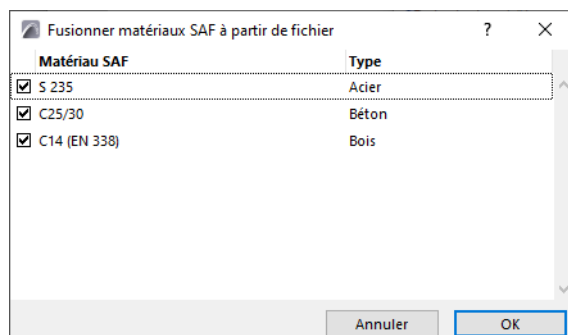 Fusionner matériaux SAF à partir de fichier ?
Matériau SAF Type
S 235 Acier
C25/30 Béton
C14 (EN 338) Bois
Annuler OK